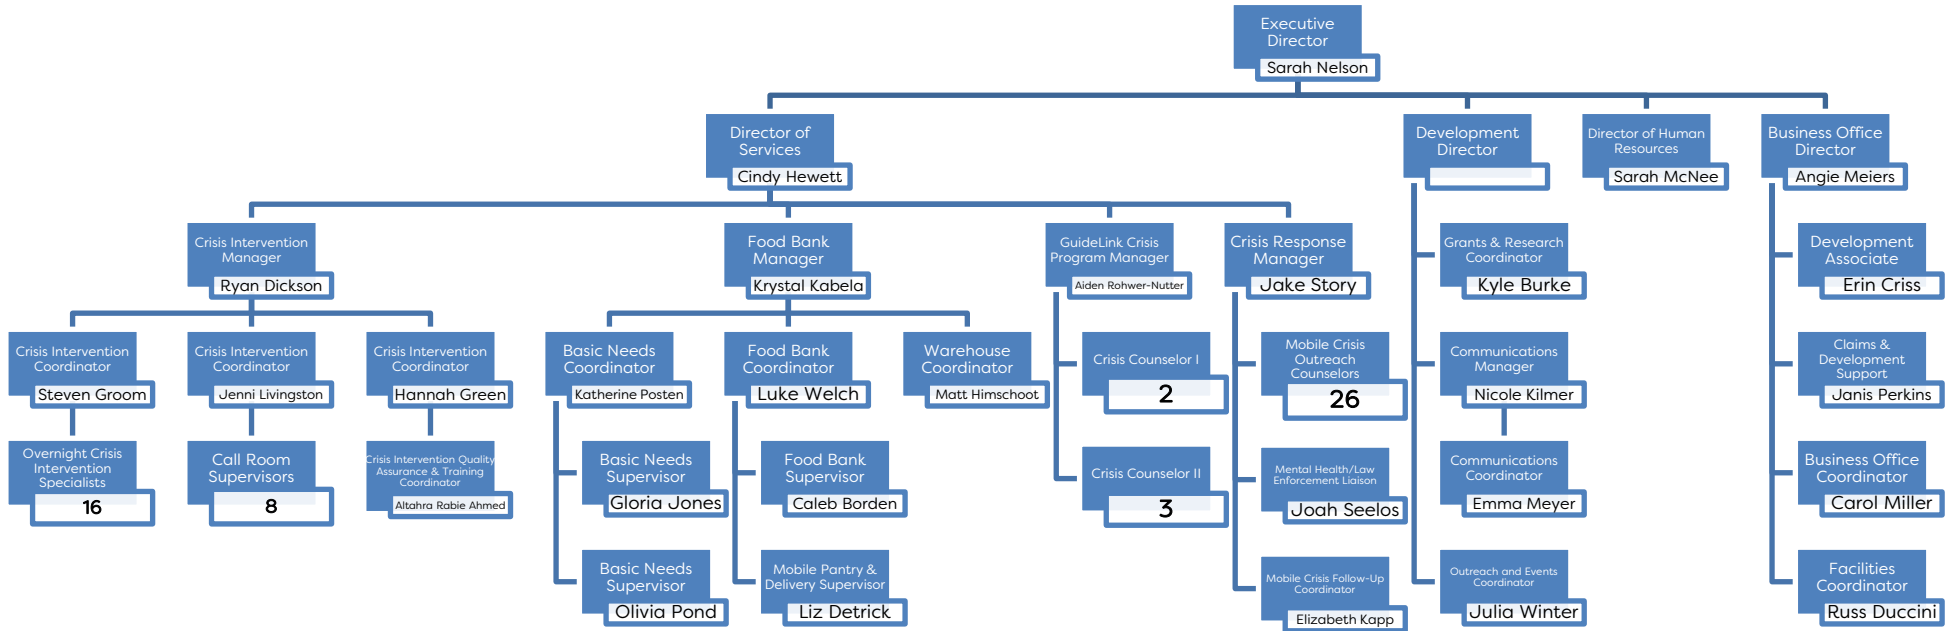 Executive
Director
Sarah Nelson
Director of
Services
Cindy Hewett
Development
Director
Director of Human
Resources
Sarah McNee
Business Office
Director
Angie Meiers
Crisis Intervention
Manager
Ryan Dickson
Food Bank
Manager
Krystal Kabela
GuideLink Crisis
Program Manager
Aiden Rohwer-Nutter
Crisis Response
Manager
Jake Story
Grants & Research
Coordinator
Kyle Burke
Development
Associate
Erin Criss
Crisis Intervention
Coordinator
Steven Groom
Crisis Intervention
Coordinator
Jenni Livingston
Crisis Intervention
Coordinator
Hannah Green
Basic Needs
Coordinator
Katherine Posten
Food Bank
Coordinator
Luke Welch
Warehouse
Coordinator
Matt Himschoot
Crisis Counselor I
2
Mobile Crisis
Outreach
Counselors
26
Communications
Manager
Nicole Kilmer
Claims &
Development
Support
Janis Perkins
Overnight Crisis
Intervention
Specialists
16
Call Room
Supervisors
8
Crisis Intervention Quality
Assurance & Training
Coordinator
Altahra Rabie Ahmed
Basic Needs
Supervisor
Gloria Jones
Food Bank
Supervisor
Caleb Borden
Crisis Counselor II
3
Mental Health/Law
Enforcement Liaison
Joah Seelos
Communications
Coordinator
Emma Meyer
Business Office
Coordinator
Carol Miller
Basic Needs
Supervisor
Olivia Pond
Mobile Pantry &
Delivery Supervisor
Liz Detrick
Mobile Crisis Follow-Up
Coordinator
Elizabeth Kapp
Outreach and Events
Coordinator
Julia Winter
Facilities
Coordinator
Russ Duccini